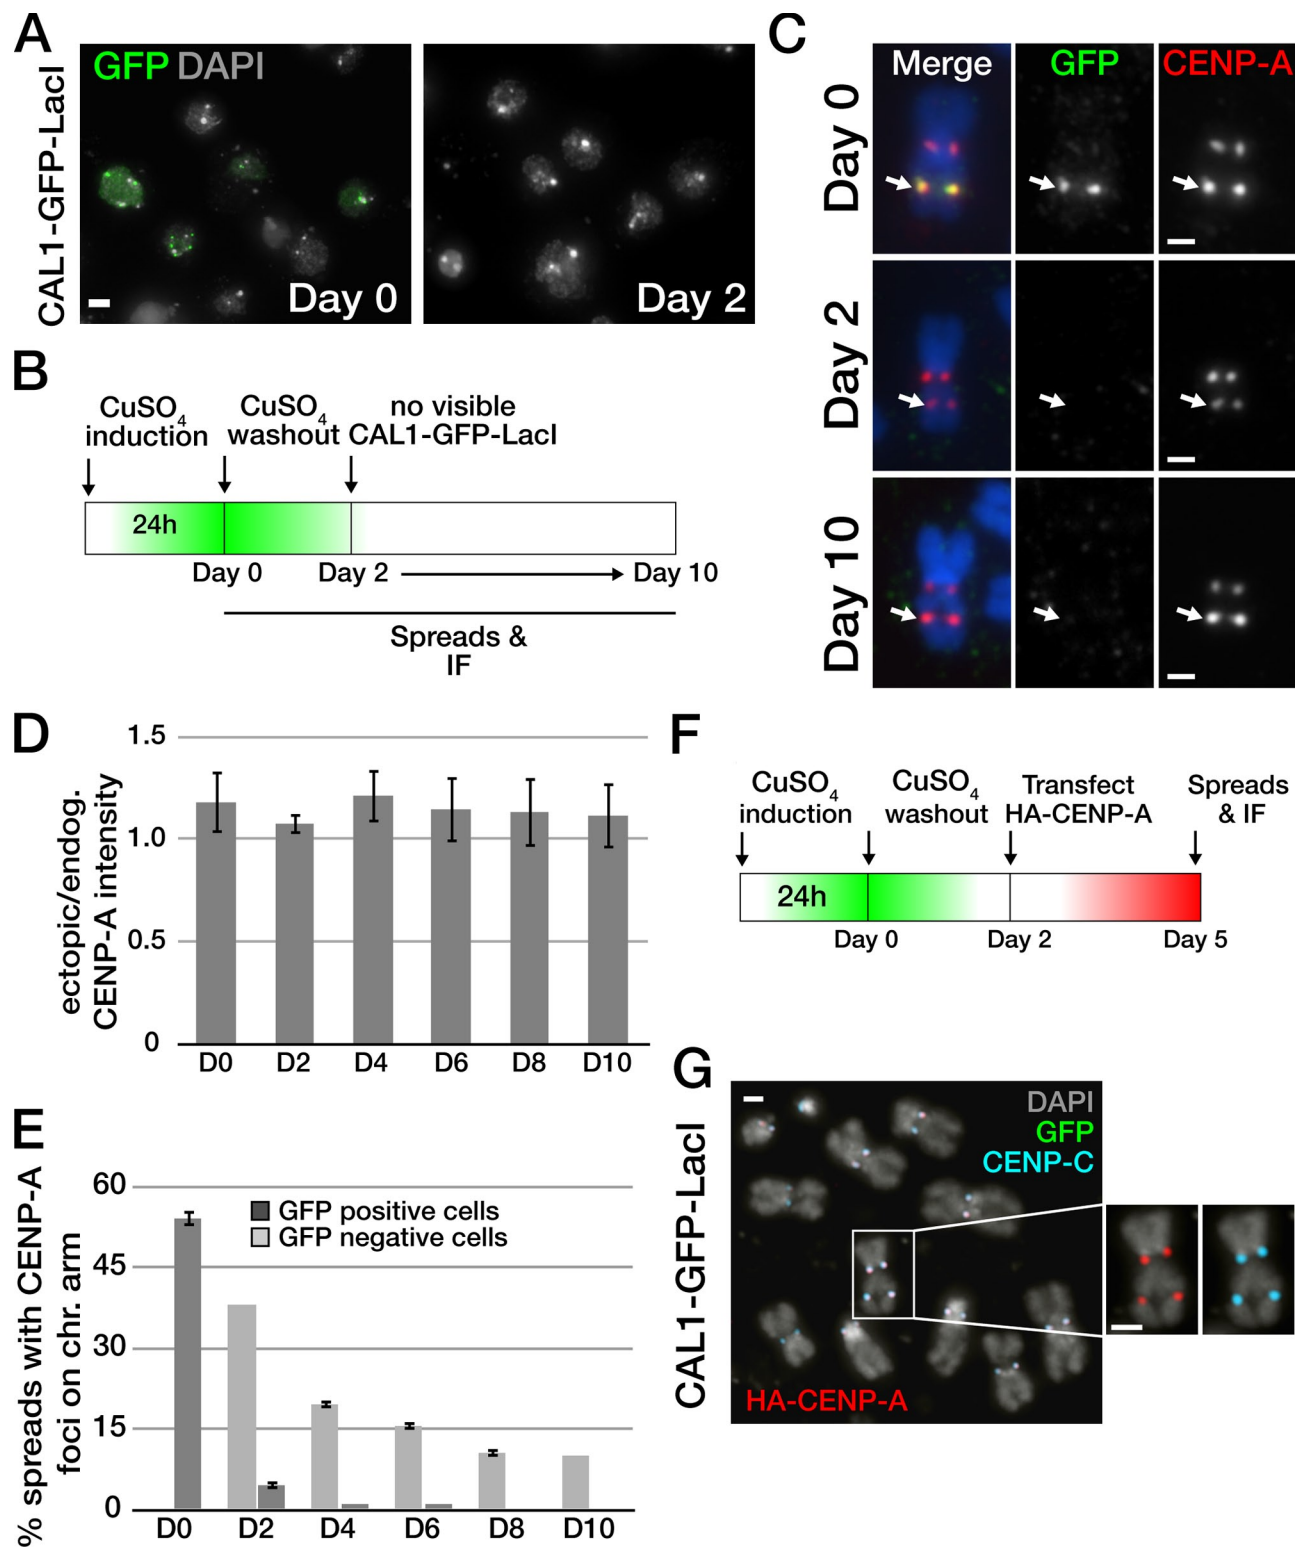 A
CAL1-GFP-LacI
GFP DAPI
Day 0
Day 2
B
CuSO4
induction
CuSO4
washout
no visible
CAL1-GFP-LacI
24h
Day 0
Day 2
Day 10
Spreads &
IF
C
Merge
GFP
CENP-A
Day 0
Day 2
Day 10
D
ectopic/endog.
CENP-A intensity
1.5
1.0
0.5
0
D0
D2
D4
D6
D8
D10
E
% spreads with CENP-A
foci on chr. arm
60
45
30
15
0
GFP positive cells
GFP negative cells
D0
D2
D4
D6
D8
D10
F
CuSO4
induction
CuSO4
washout
Transfect
HA-CENP-A
Spreads
& IF
24h
Day 0
Day 2
Day 5
G
CAL1-GFP-LacI
DAPI
GFP
CENP-C
HA-CENP-A